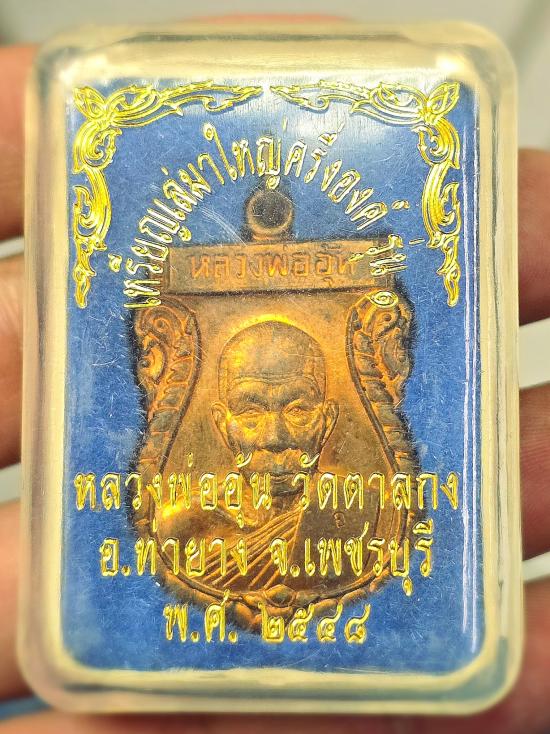 เหรียญเสมาใหญ่ครึ่งองค์ รุ่น ๑
หลวงพ่ออุ้น
หลวงพ่ออุ้น วัดตาลกง
อ.ท่ายาง จ.เพชรบุรี
พ.ศ. ๒๕๔๘